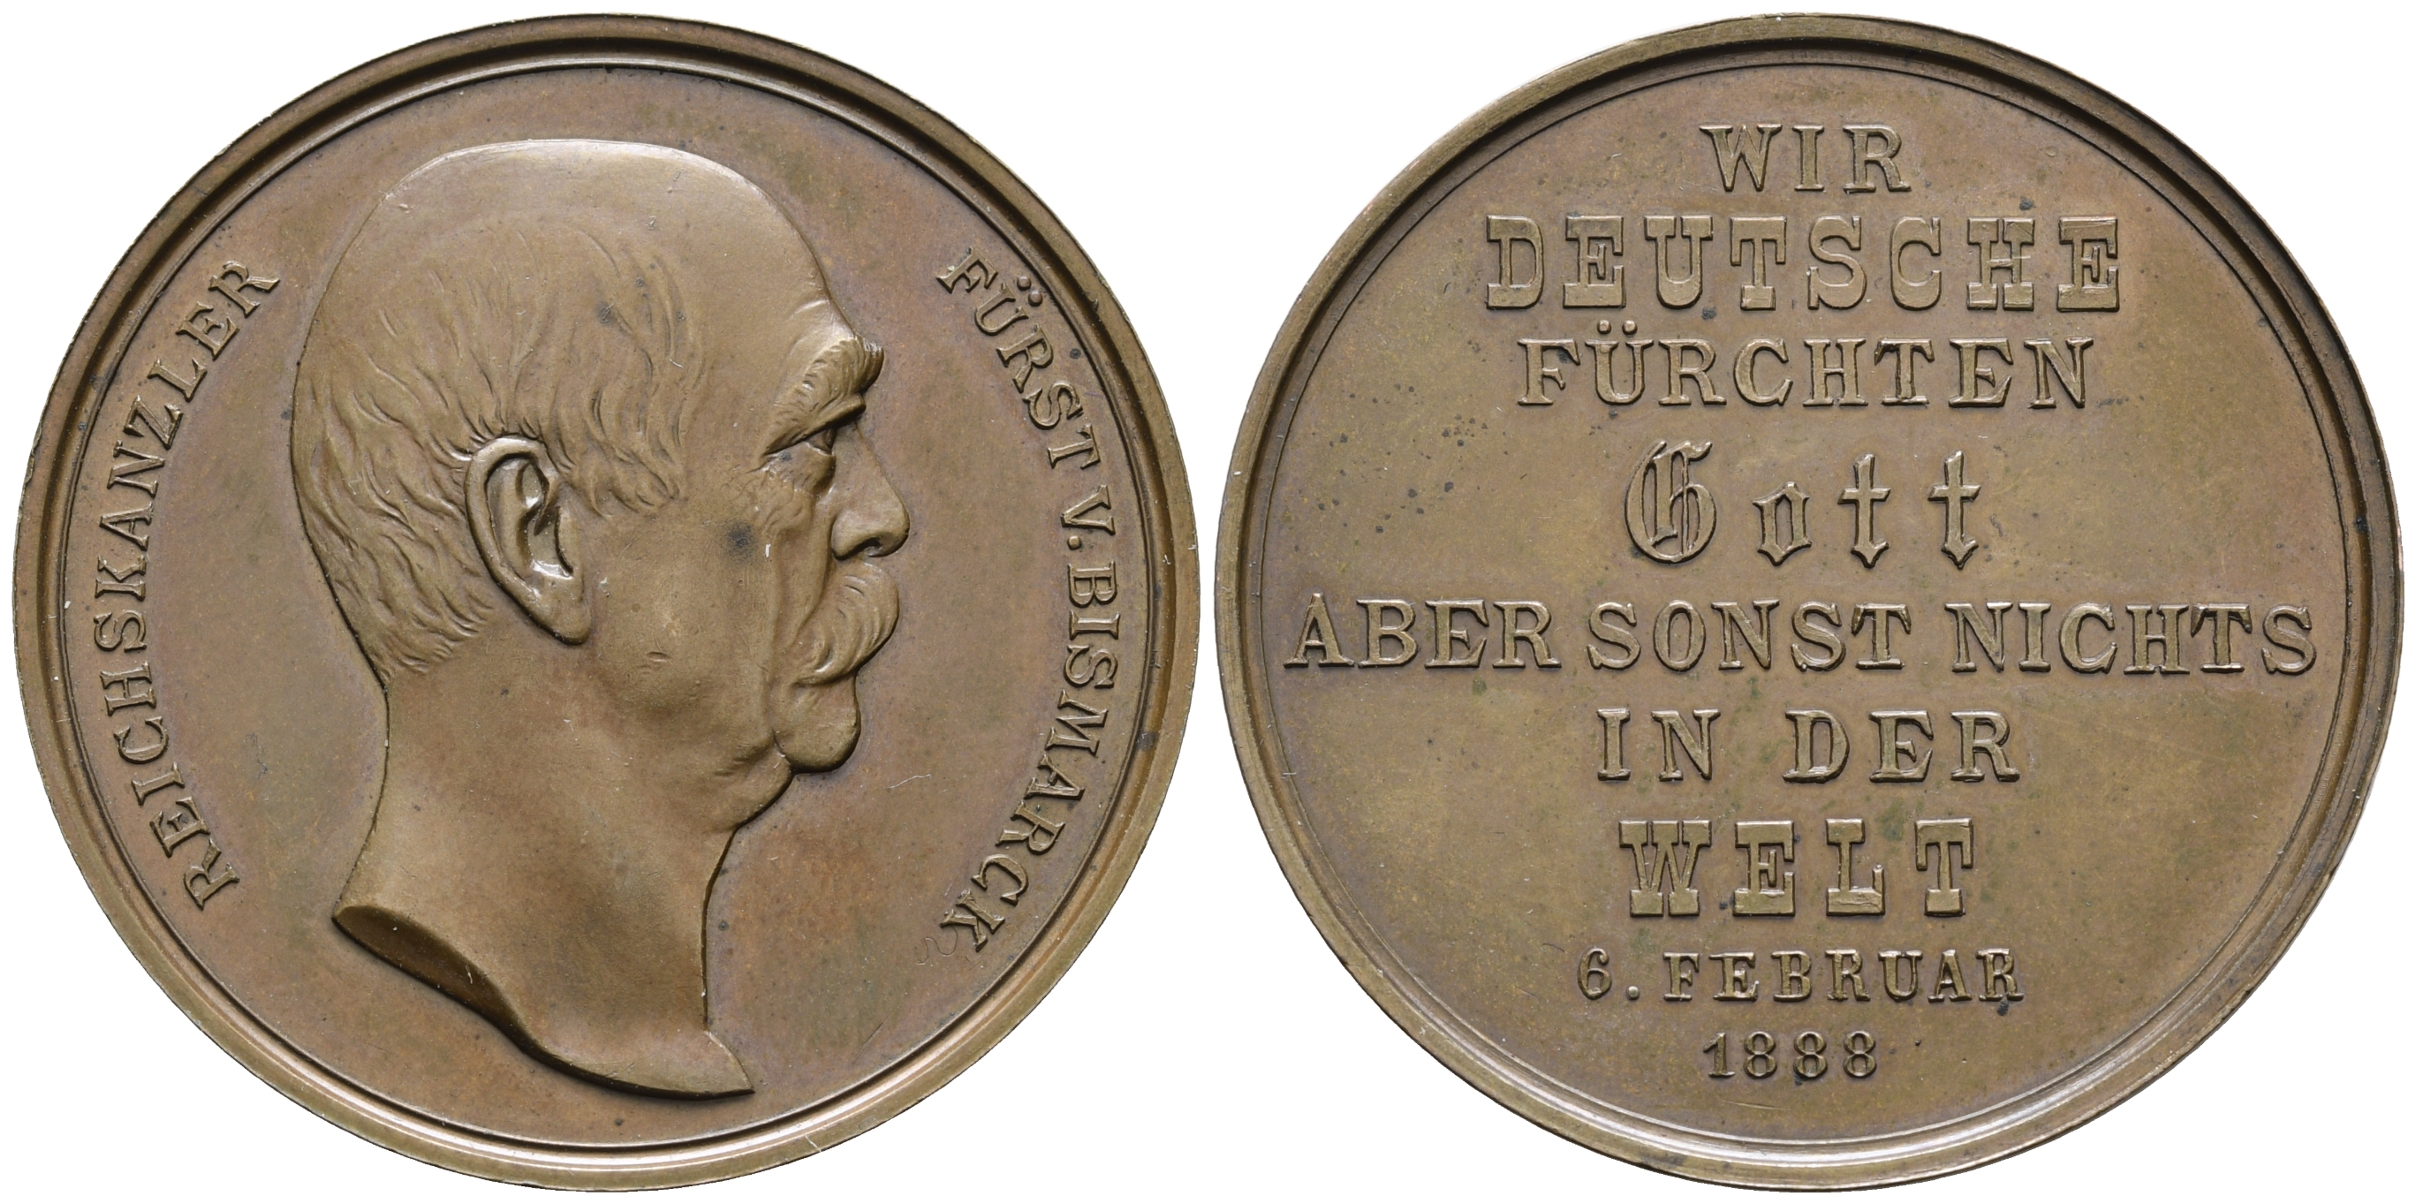 REICHSKANZLER
FÜRST V. BISMARCK
WIR
DEUTSCHE
FÜRCHTEN
Gott
ABER SONST NICHTS
IN DER
WELT
6. FEBRUAR
1888